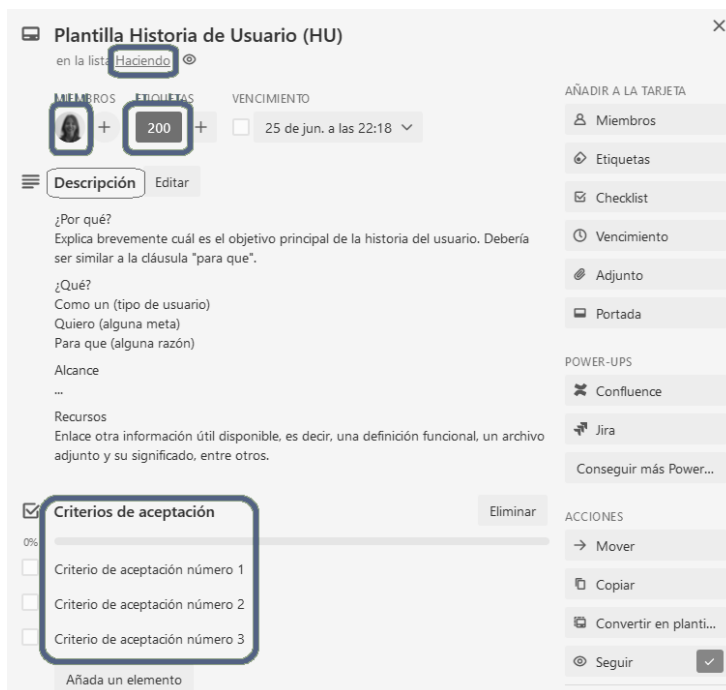 Plantilla Historia de Usuario (HU)
en la lista Haciendo
MIEMBROS ETIQUETAS VENCIMIENTO
200
25 de jun. a las 22:18
Descripción Editar
¿Por qué?
Explica brevemente cuál es el objetivo principal de la historia del usuario. Debería
ser similar a la cláusula "para que".
¿Qué?
Como un (tipo de usuario)
Quiero (alguna meta)
Para que (alguna razón)
Alcance
...
Recursos
Enlace otra información útil disponible, es decir, una definición funcional, un archivo
adjunto y su significado, entre otros.
Criterios de aceptación Eliminar
0%
Criterio de aceptación número 1
Criterio de aceptación número 2
Criterio de aceptación número 3
Añada un elemento
AÑADIR A LA TARJETA
Miembros
Etiquetas
Checklist
Vencimiento
Adjunto
Portada
POWER-UPS
Confluence
Jira
Conseguir más Power...
ACCIONES
Mover
Copiar
Convertir en planti...
Seguir